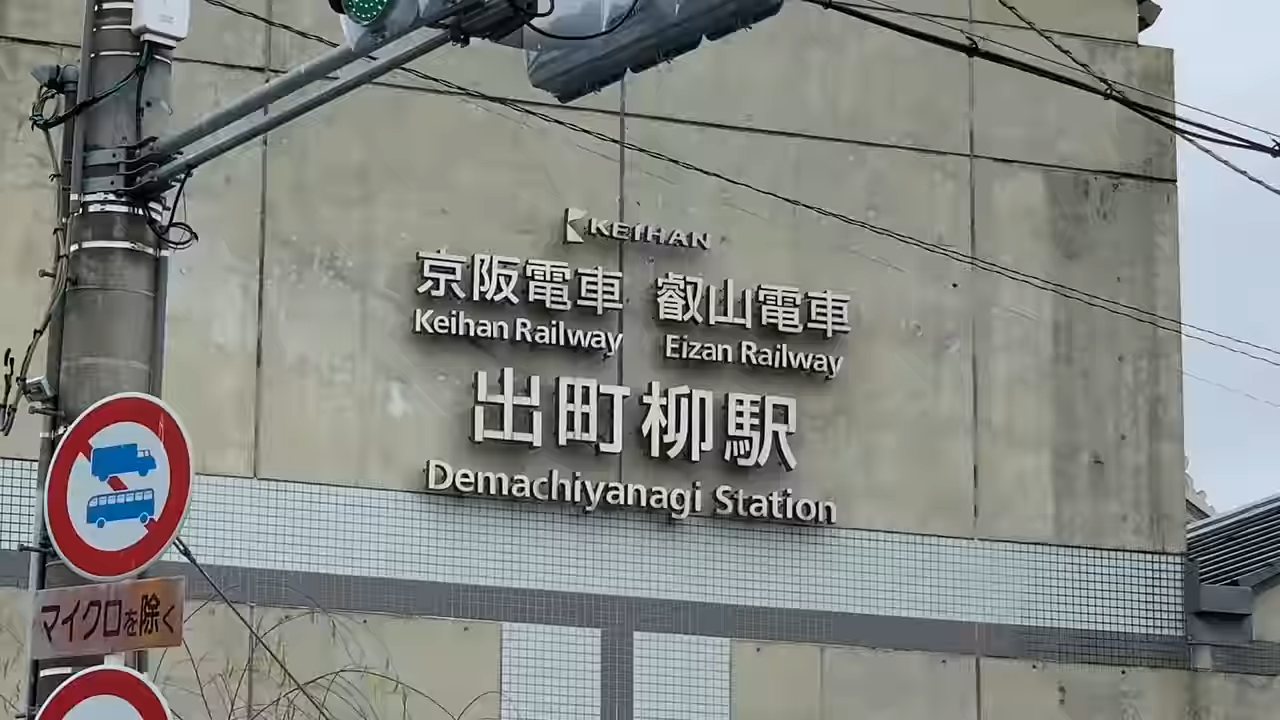 KEIHAN
京阪電車 叡山電車
Keihan Railway Eizan Railway
出町柳駅
Demachiyanagi Station
マイクロを除く